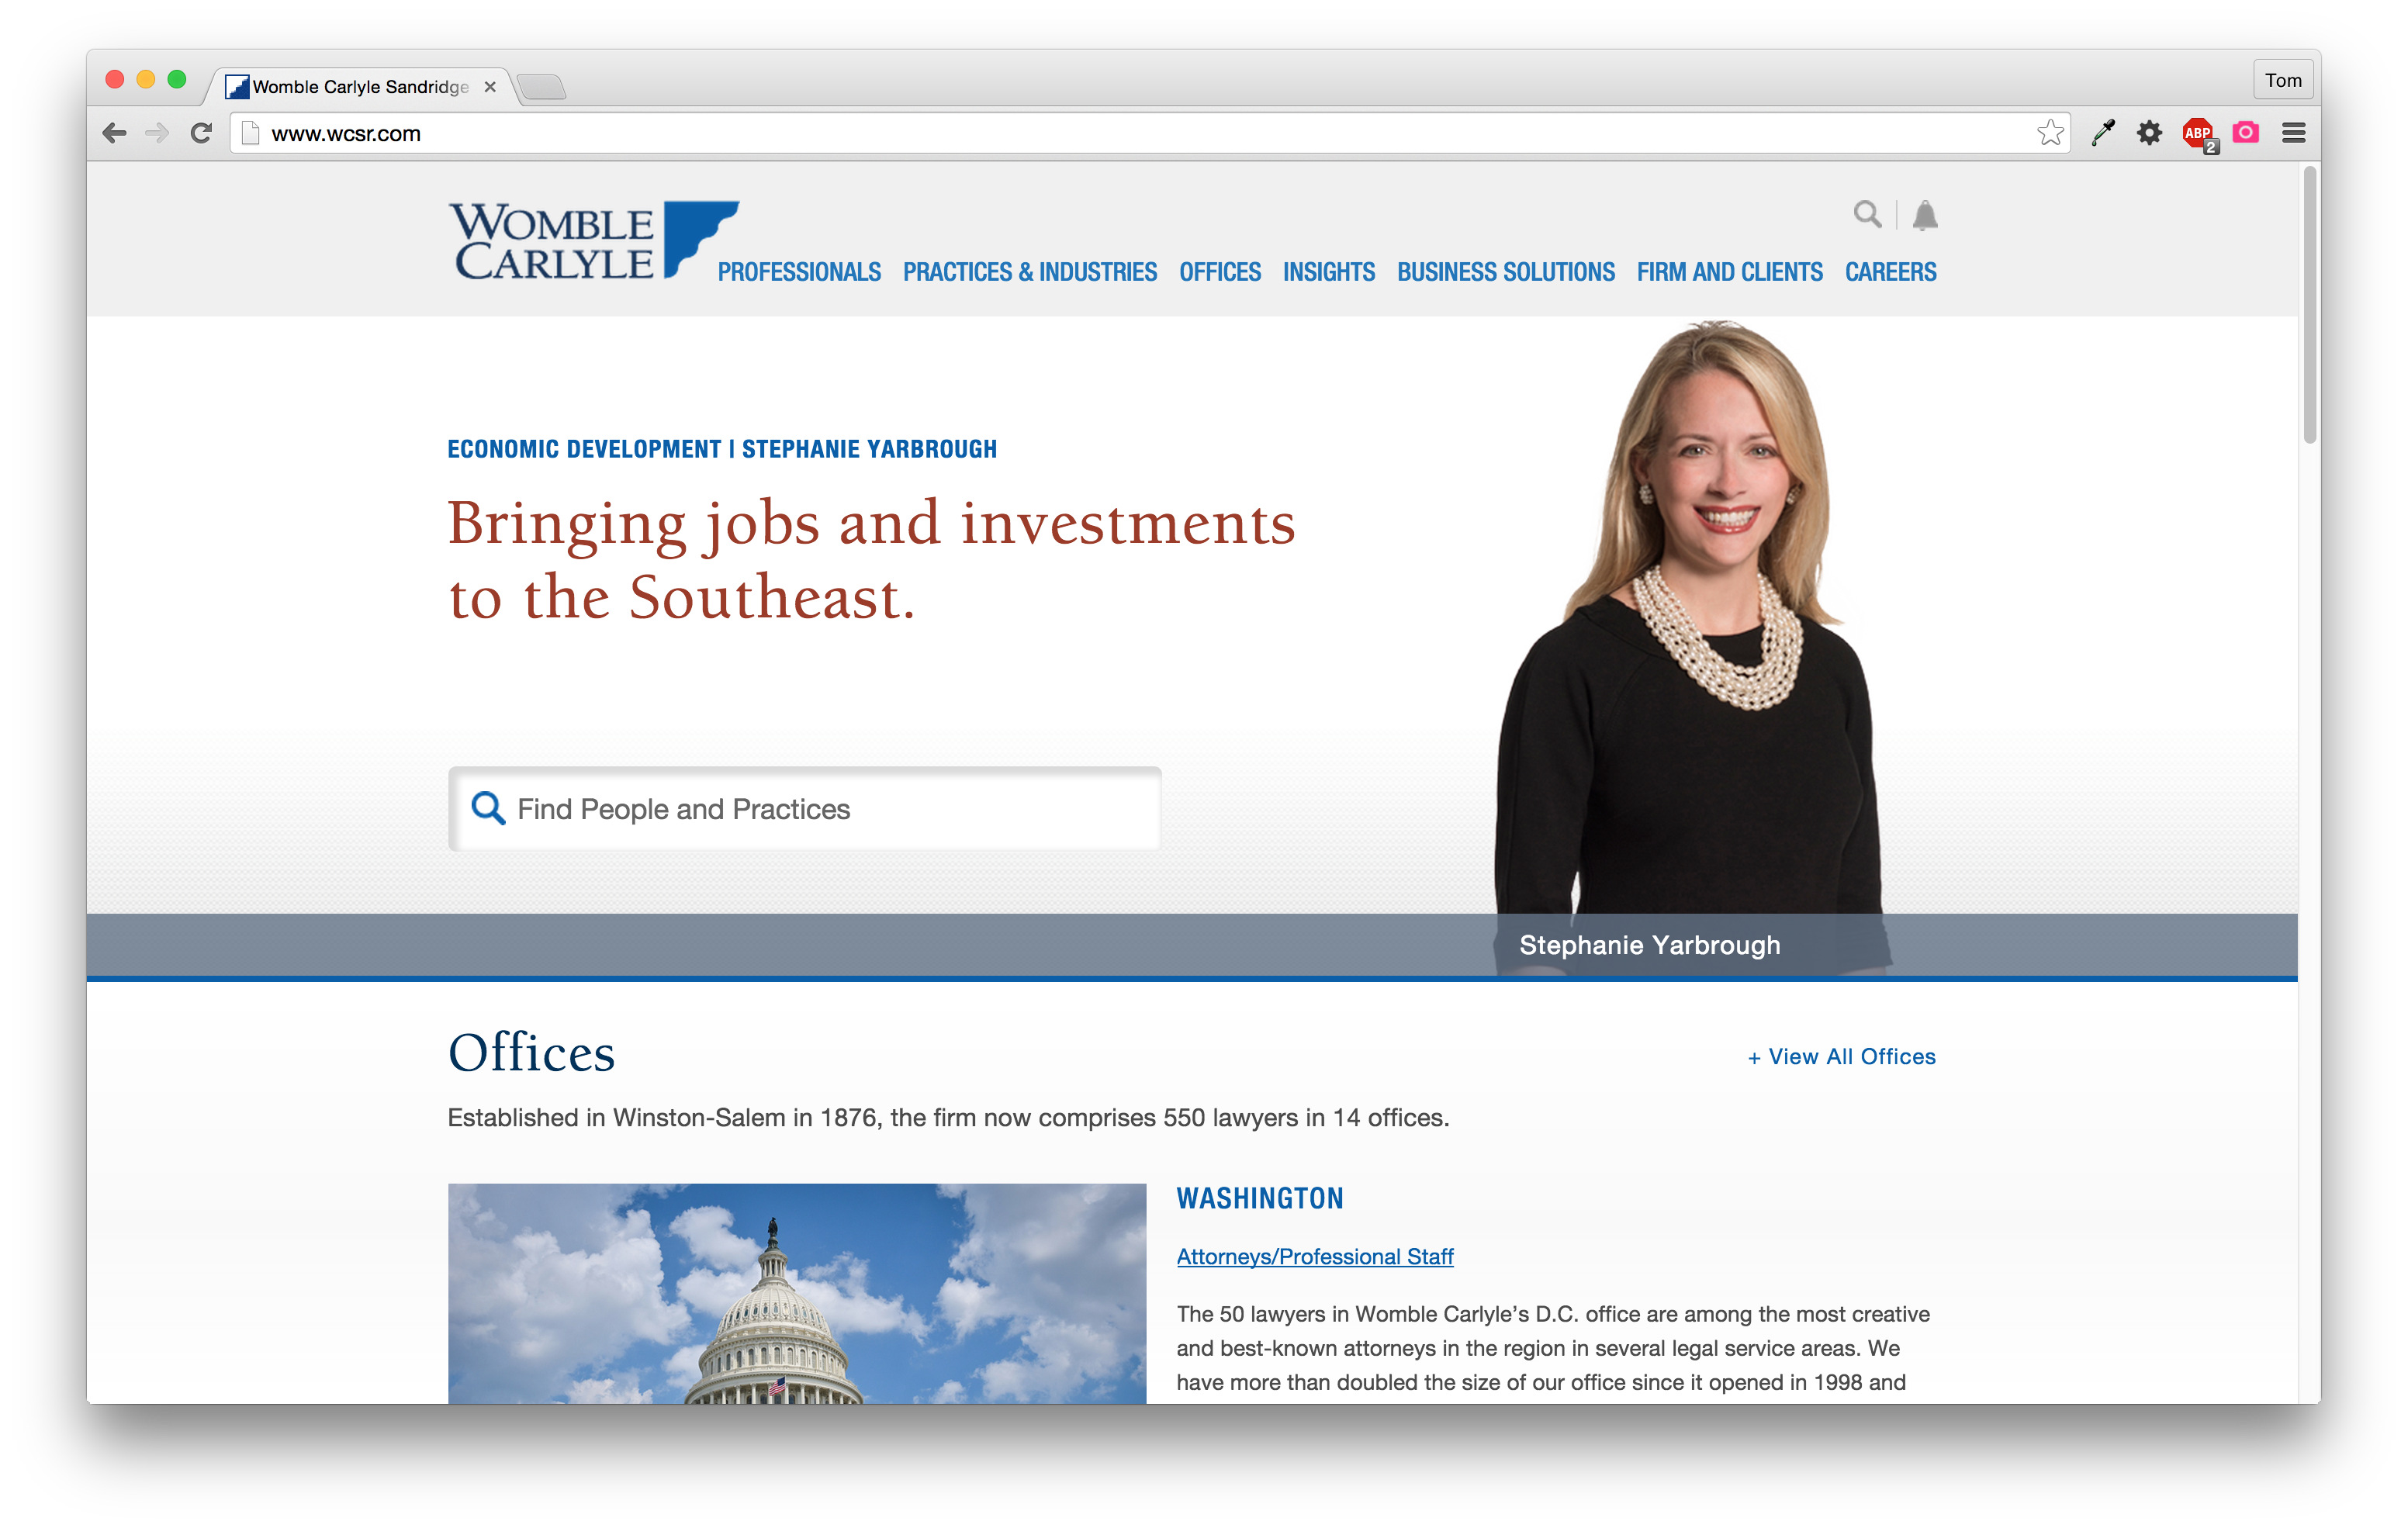 Womble Carlyle Sandridge
Tom
www.wcsr.com
ABP
2
WOMBLE
CARLYLE
PROFESSIONALS PRACTICES & INDUSTRIES OFFICES INSIGHTS BUSINESS SOLUTIONS FIRM AND CLIENTS CAREERS
ECONOMIC DEVELOPMENT | STEPHANIE YARBROUGH
Bringing jobs and investments
to the Southeast.
Find People and Practices
Stephanie Yarbrough
Offices
+ View All Offices
Established in Winston-Salem in 1876, the firm now comprises 550 lawyers in 14 offices.
WASHINGTON
Attorneys/Professional Staff
The 50 lawyers in Womble Carlyle’s D.C. office are among the most creative
and best-known attorneys in the region in several legal service areas. We
have more than doubled the size of our office since it opened in 1998 and